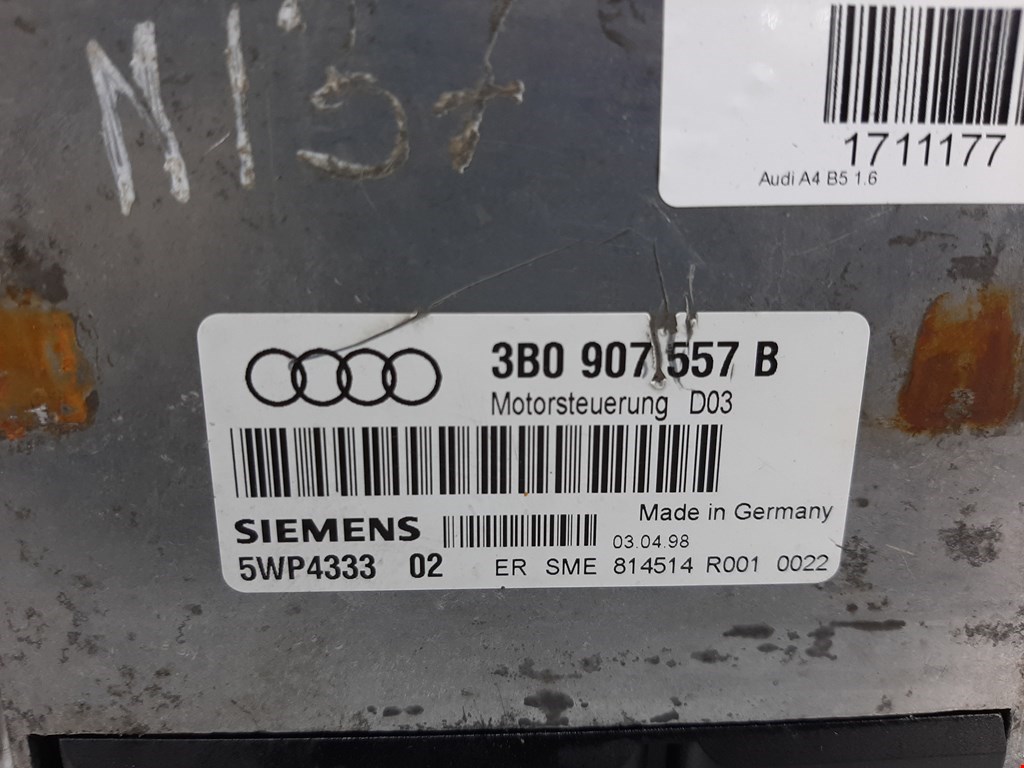 1711177
Audi A4 B5 1.6
3B0 907 557 B
Motorsteuerung D03
Made in Germany
SIEMENS
03.04.98
5WP4333 02 ER SME 814514 R001 0022